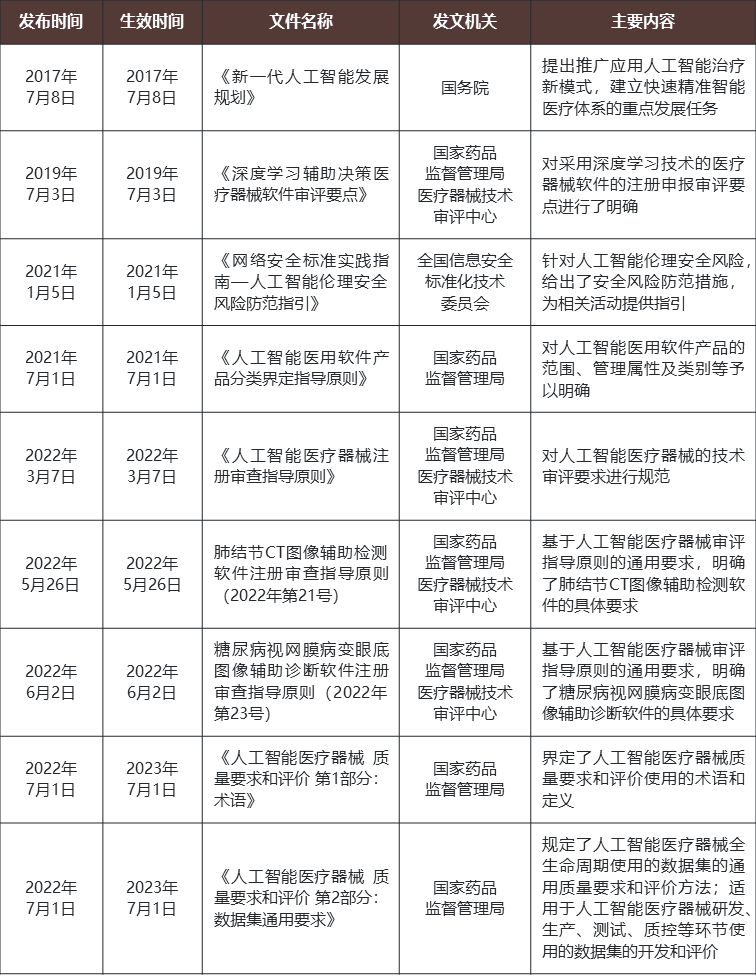 发布时间
生效时间
文件名称
发文机关
主要内容
2017年
7月8日
2017年
7月8日
《新一代人工智能发展
规划》
国务院
提出推广应用人工智能治疗
新模式，建立快速精准智能
医疗体系的重点发展任务
2019年
7月3日
2019年
7月3日
《深度学习辅助决策医
疗器械软件审评要点》
国家药品
监督管理局
医疗器械技术
审评中心
对采用深度学习技术的医疗
器械软件的注册申报审评要
点进行了明确
2021年
1月5日
2021年
1月5日
《网络安全标准实践指
南—人工智能伦理安全
风险防范指引》
全国信息安全
标准化技术
委员会
针对人工智能伦理安全风险，
给出了安全风险防范措施，
为相关活动提供指引
2021年
7月1日
2021年
7月1日
《人工智能医用软件产
品分类界定指导原则》
国家药品
监督管理局
对人工智能医用软件产品的
范围、管理属性及类别等予
以明确
2022年
3月7日
2022年
3月7日
《人工智能医疗器械注
册审查指导原则》
国家药品
监督管理局
医疗器械技术
审评中心
对人工智能医疗器械的技术
审评要求进行规范
2022年
5月26日
2022年
5月26日
肺结节CT图像辅助检测
软件注册审查指导原则
（2022年第21号）
国家药品
监督管理局
医疗器械技术
审评中心
基于人工智能医疗器械审评
指导原则的通用要求，明确
了肺结节CT图像辅助检测软
件的具体要求
2022年
6月2日
2022年
6月2日
糖尿病视网膜病变眼底
图像辅助诊断软件注册
审查指导原则（2022年
第23号）
国家药品
监督管理局
医疗器械技术
审评中心
基于人工智能医疗器械审评
指导原则的通用要求，明确
了糖尿病视网膜病变眼底图
像辅助诊断软件的具体要求
2022年
7月1日
2023年
7月1日
《人工智能医疗器械 质
量要求和评价 第1部分：
术语》
国家药品
监督管理局
界定了人工智能医疗器械质
量要求和评价使用的术语和
定义
2022年
7月1日
2023年
7月1日
《人工智能医疗器械 质
量要求和评价 第2部分：
数据集通用要求》
国家药品
监督管理局
规定了人工智能医疗器械全
生命周期使用的数据集的通
用质量要求和评价方法；适
用于人工智能医疗器械研发、
生产、测试、质控等环节使
用的数据集的开发和评价